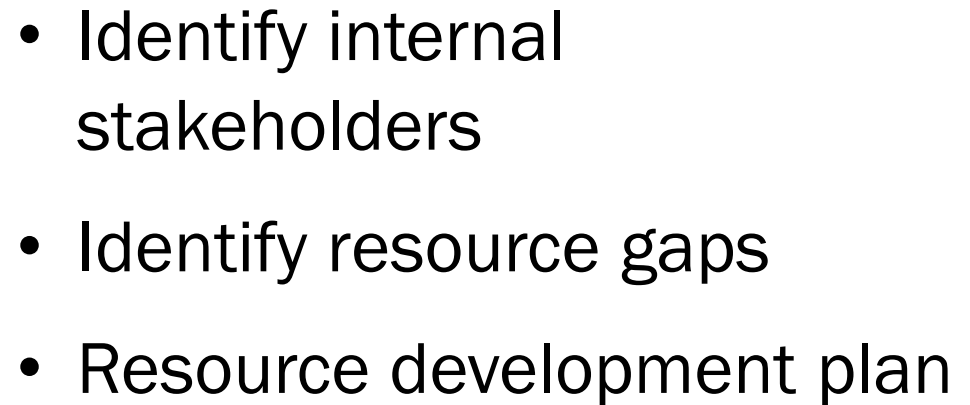 • Identify internal
stakeholders
• Identify resource gaps
• Resource development plan